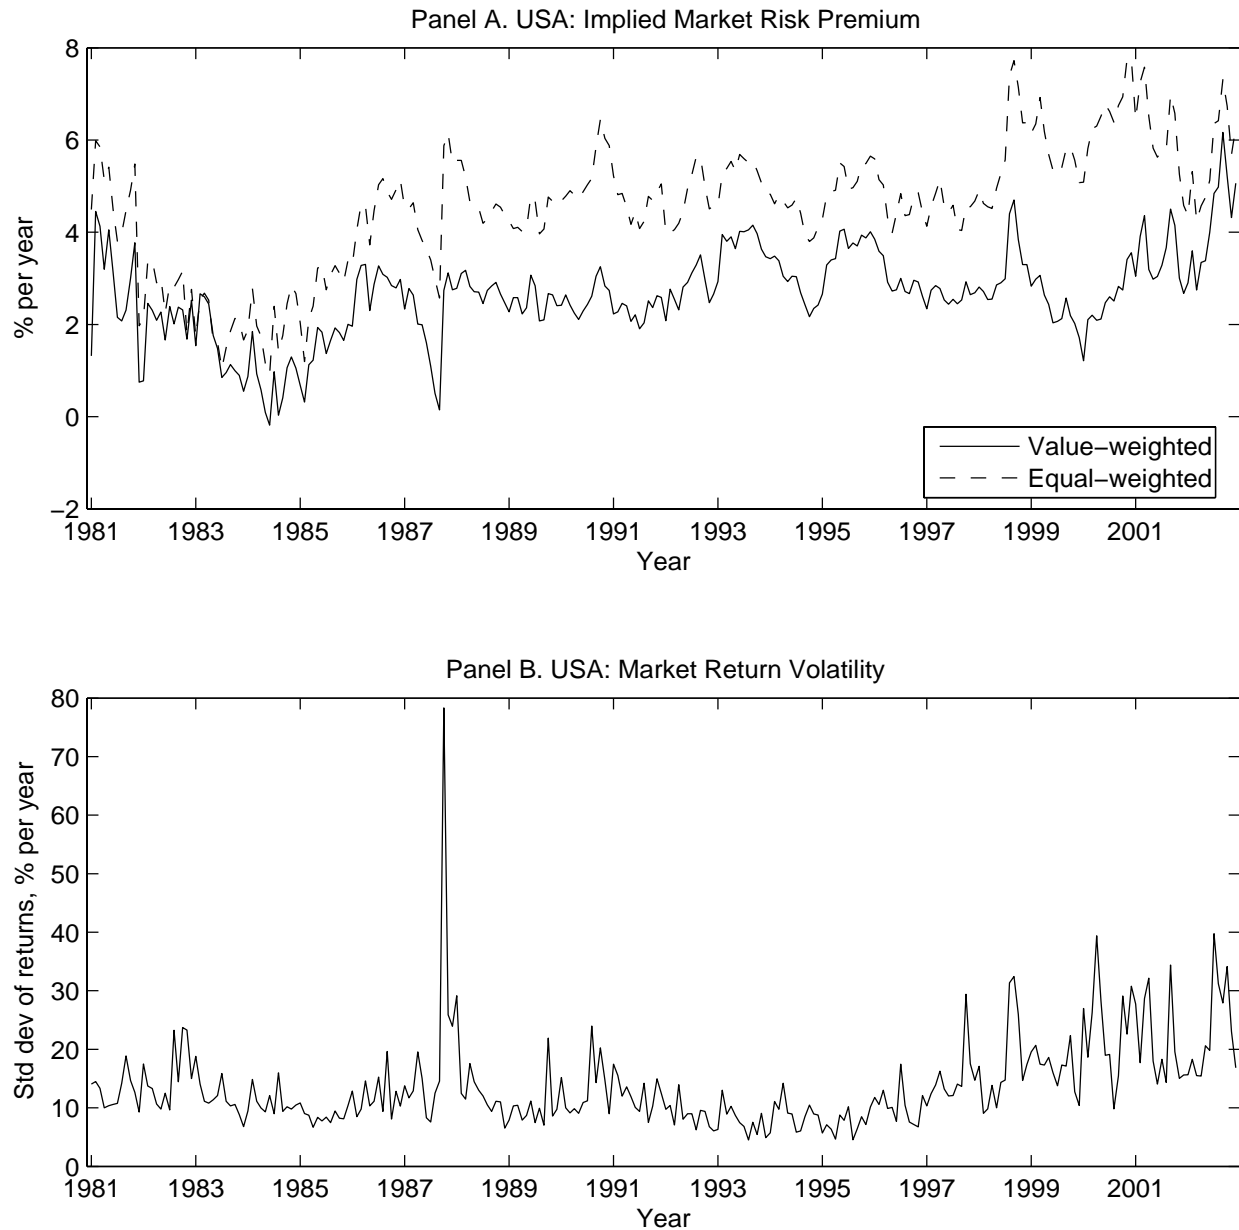 Panel A. USA: Implied Market Risk Premium
8
6
4
2
0
−2
% per year
Value−weighted
Equal−weighted
1981 1983 1985 1987 1989 1991 1993 1995 1997 1999 2001
Year
Panel B. USA: Market Return Volatility
80
70
60
50
40
30
20
10
0
Std dev of returns, % per year
1981 1983 1985 1987 1989 1991 1993 1995 1997 1999 2001
Year